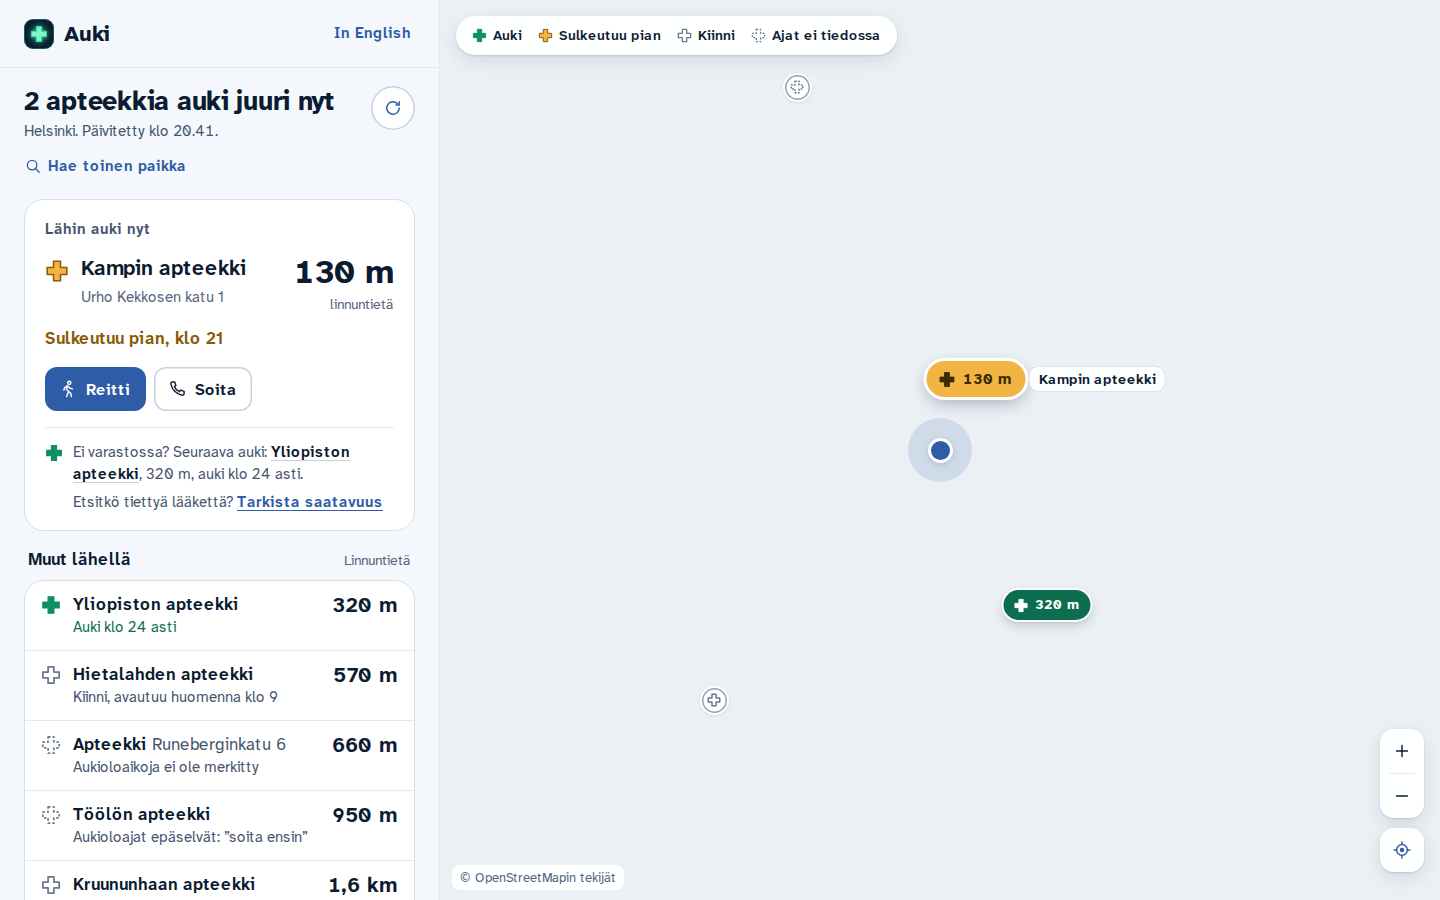 Auki
In English
2 apteekkia auki juuri nyt
Helsinki. Päivitetty klo 20.41.
Hae toinen paikka
Lähin auki nyt
Kampin apteekki
130 m
Urho Kekkosen katu 1
linnuntietä
Sulkeutuu pian, klo 21
Reitti
Soita
Ei varastossa? Seuraava auki: Yliopiston
apteekki, 320 m, auki klo 24 asti.
Etsitkö tiettyä lääkettä? Tarkista saatavuus
Muut lähellä
Linnuntietä
Yliopiston apteekki
320 m
Auki klo 24 asti
Hietalahden apteekki
570 m
Kiinni, avautuu huomenna klo 9
Apteekki Runeberginkatu 6
660 m
Aukioloaikoja ei ole merkitty
Töölön apteekki
950 m
Aukioloajat epäselvät: ”soita ensin”
Kruununhaan apteekki
1,6 km
Auki
Sulkeutuu pian
Kiinni
Ajat ei tiedossa
130 m
Kampin apteekki
320 m
© OpenStreetMapin tekijät